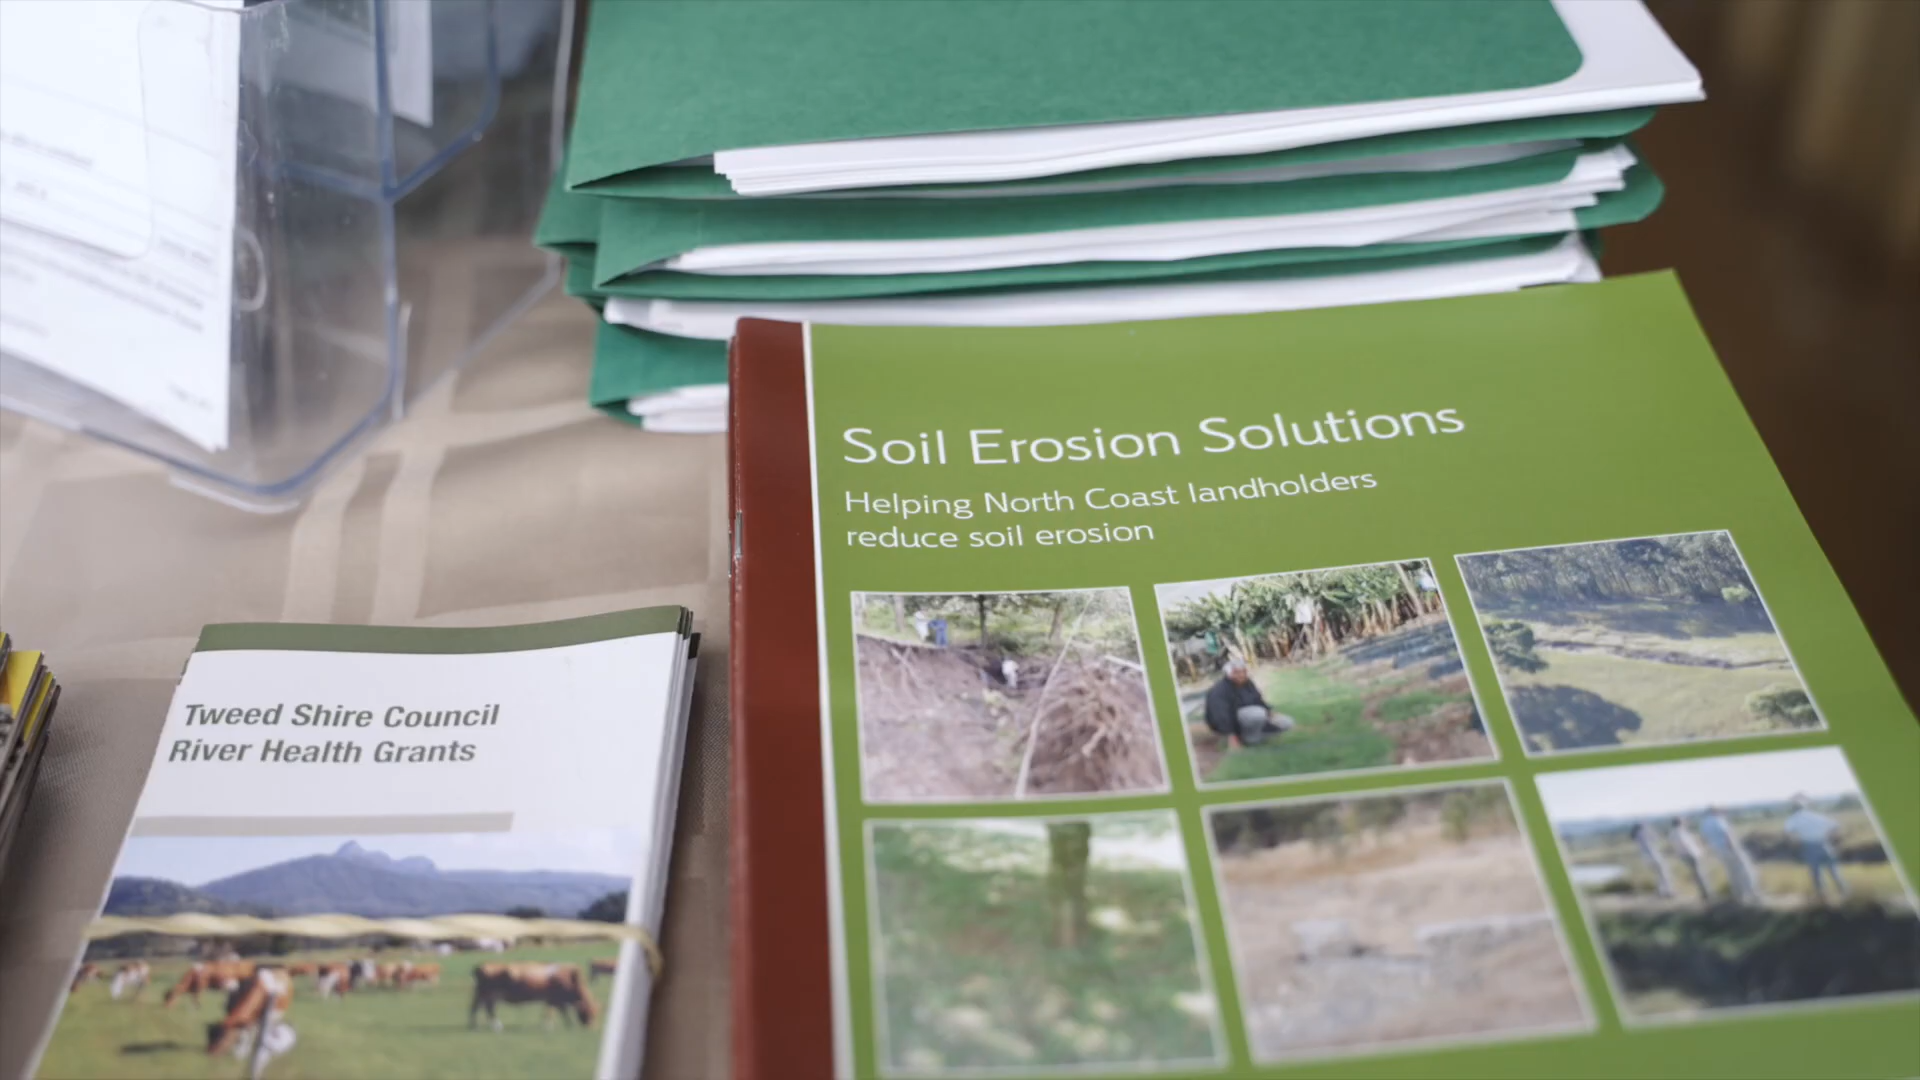 Soil Erosion Solutions
Helping North Coast landholders
reduce soil erosion
Tweed Shire Council
River Health Grants